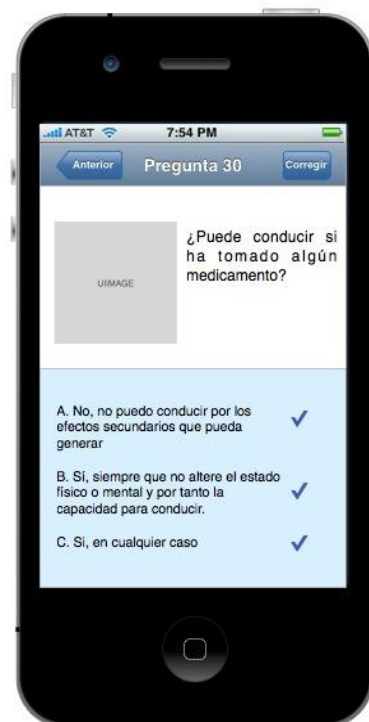 AT&T 7:54 PM
Anterior Pregunta 30 Corregir
UIIMAGE
¿Puede conducir si
ha tomado algún
medicamento?
A. No, no puedo conducir por los
efectos secundarios que pueda
generar
B. Sí, siempre que no altere el estado
físico o mental y por tanto la
capacidad para conducir.
C. Si, en cualquier caso